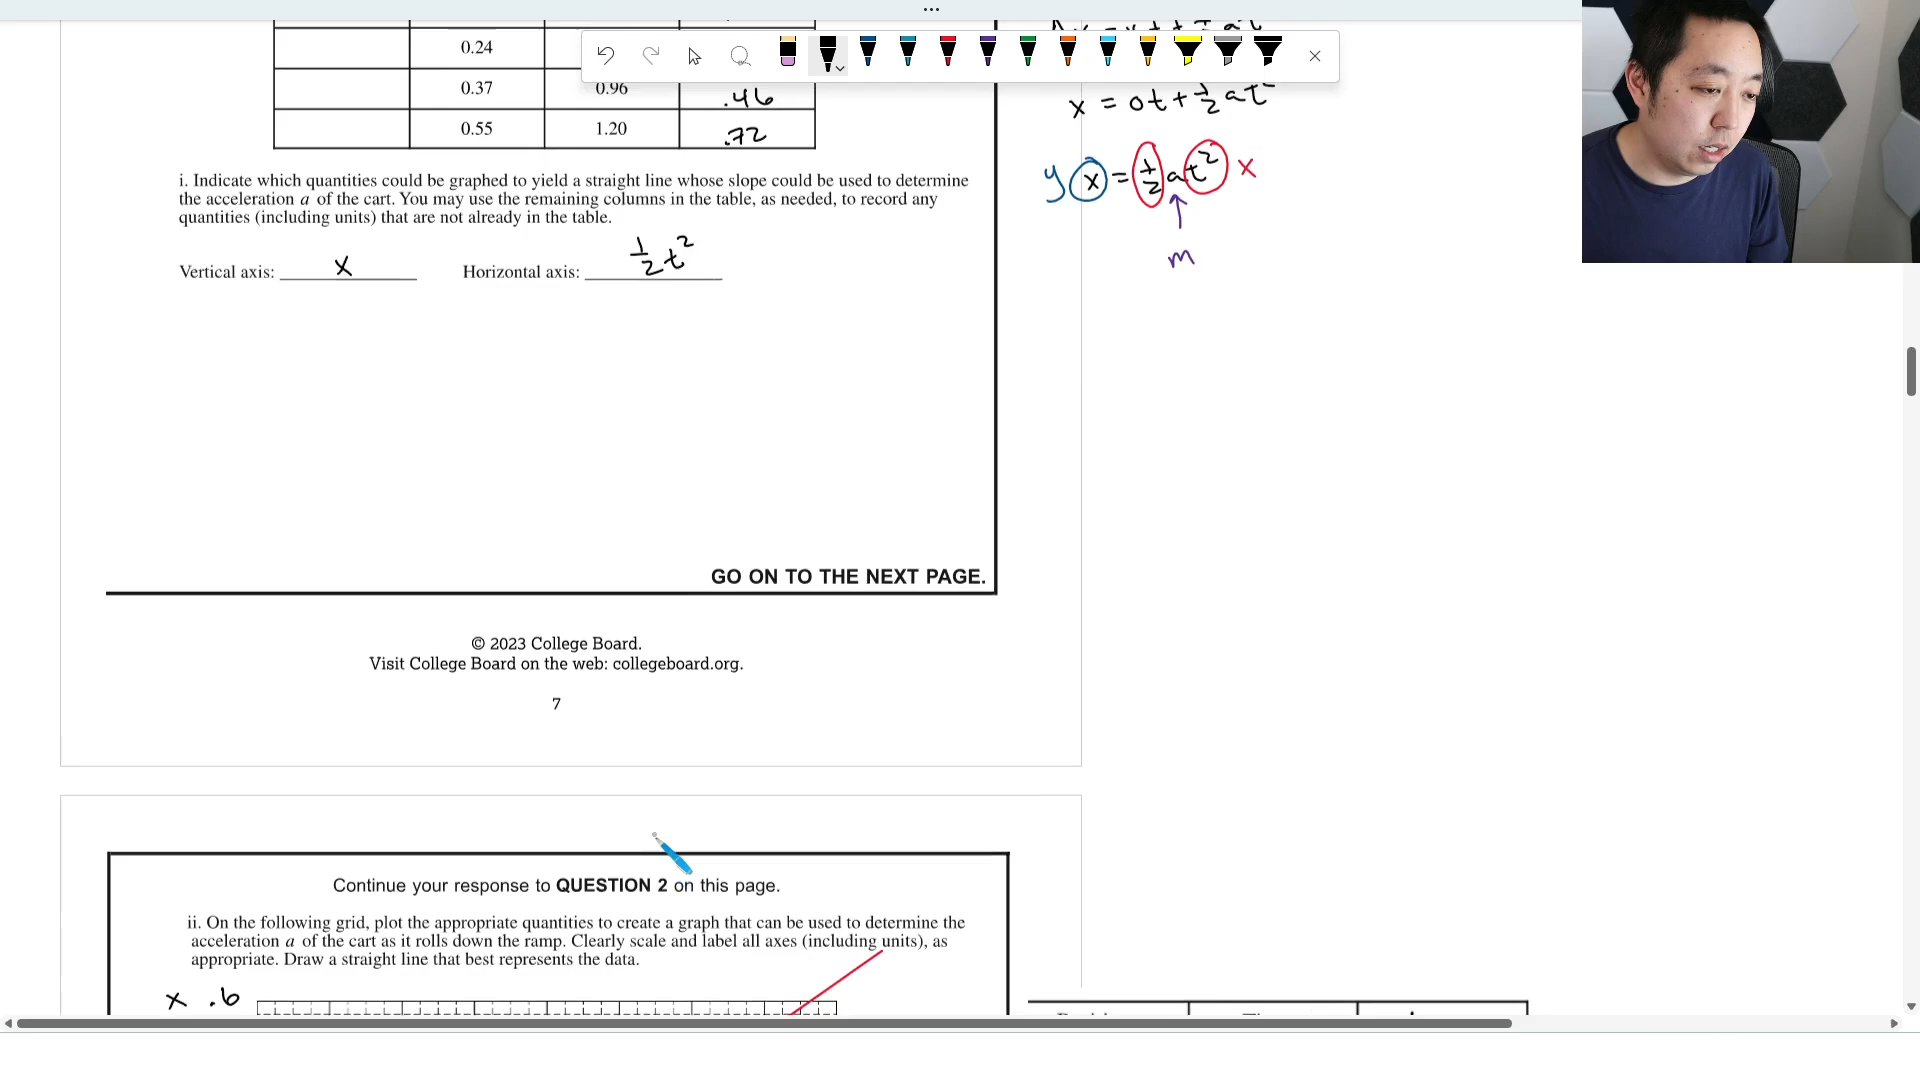 0.24
0.37 0.96 .46
0.55 1.20 .72
x = 0t + 1/2 at²
y x = 1/2 at² x
m
i. Indicate which quantities could be graphed to yield a straight line whose slope could be used to determine
the acceleration a of the cart. You may use the remaining columns in the table, as needed, to record any
quantities (including units) that are not already in the table.
Vertical axis: x Horizontal axis: 1/2 t²
GO ON TO THE NEXT PAGE.
© 2023 College Board.
Visit College Board on the web: collegeboard.org.
7
Continue your response to QUESTION 2 on this page.
ii. On the following grid, plot the appropriate quantities to create a graph that can be used to determine the
acceleration a of the cart as it rolls down the ramp. Clearly scale and label all axes (including units), as
appropriate. Draw a straight line that best represents the data.
x .6